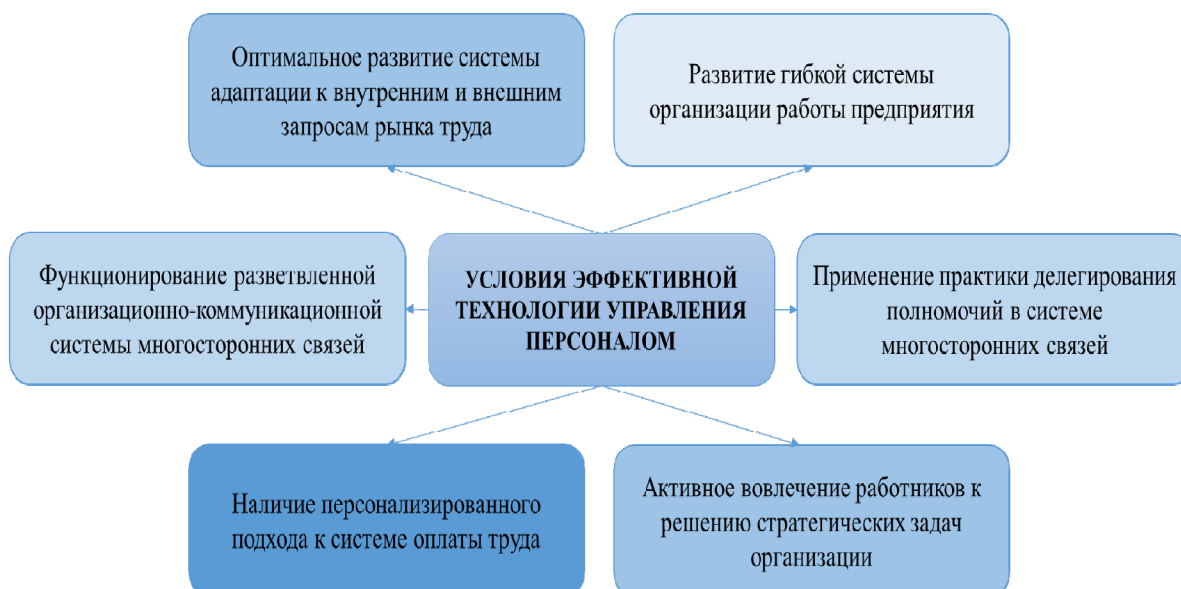 Оптимальное развитие системы
адаптации к внутренним и внешним
запросам рынка труда
Развитие гибкой системы
организации работы предприятия
Функционирование разветвленной
организационно-коммуникационной
системы многосторонних связей
УСЛОВИЯ ЭФФЕКТИВНОЙ
ТЕХНОЛОГИИ УПРАВЛЕНИЯ
ПЕРСОНАЛОМ
Применение практики делегирования
полномочий в системе
многосторонних связей
Наличие персонализированного
подхода к системе оплаты труда
Активное вовлечение работников к
решению стратегических задач
организации